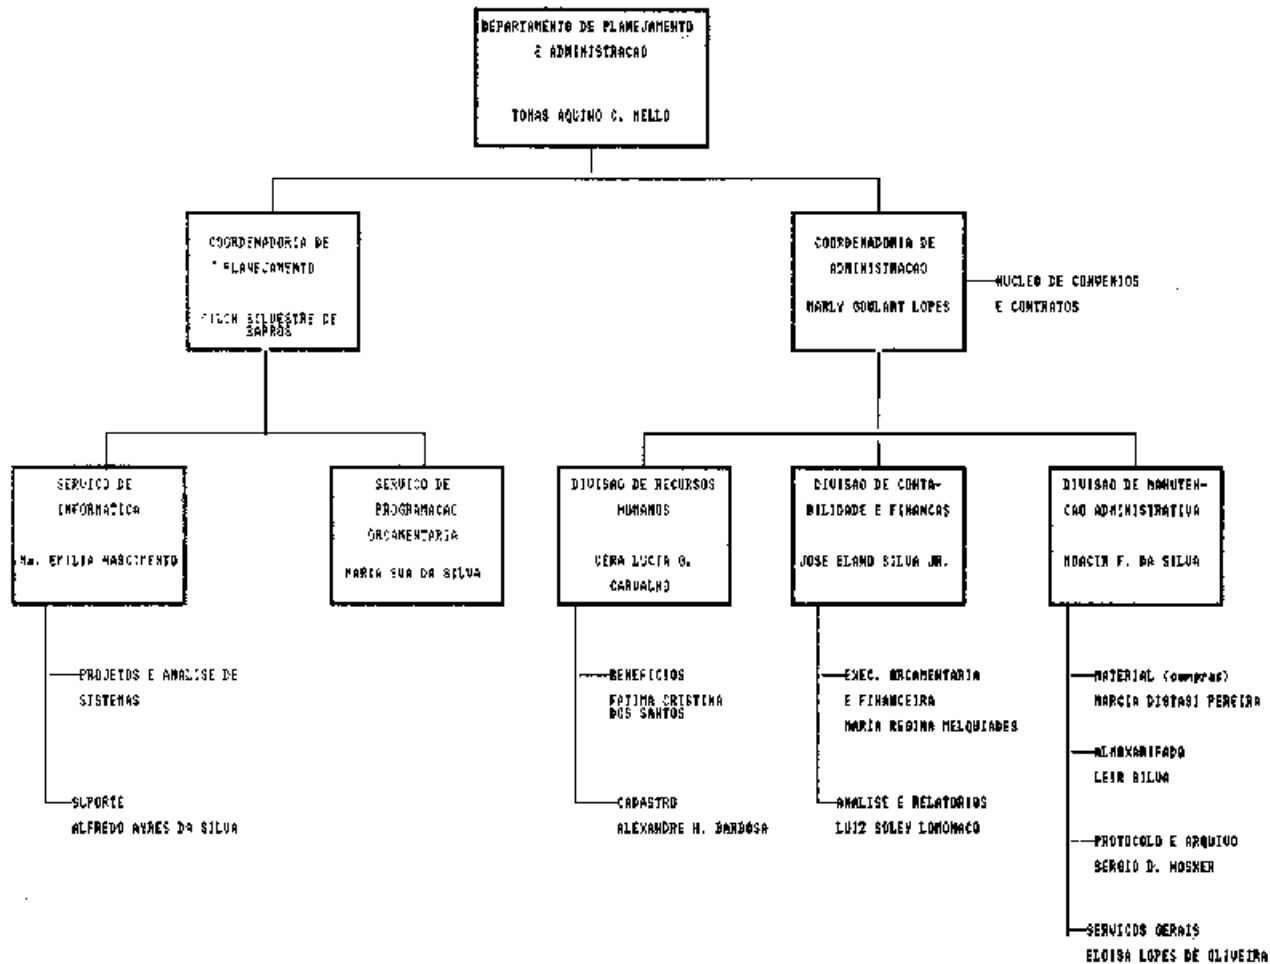 DEPARTAMENTO DE PLANEJAMENTO
E ADMINISTRACAO
TOMAS AQUINO C. MELLO
COORDENADORIA DE
PLANEJAMENTO
SILVESTRE DE
BARROS
COORDENADORIA DE
ADMINISTRACAO
MARLY GOULART LOPES
NUCLEO DE CONVENIOS
E CONTRATOS
SERVICO DE
INFORMATICA
Ma. EMILIA NASCIMENTO
SERVICO DE
PROGRAMACAO
ORCAMENTARIA
MARIA DA SILVA
DIVISAO DE RECURSOS
HUMANOS
VERA LUCIA G.
CARVALHO
DIVISAO DE CONTA-
BILIDADE E FINANCAS
JOSE ELANO SILVA JR.
DIVISAO DE MANUTEN-
CAO ADMINISTRATIVA
MOACIR F. DA SILVA
PROJETOS E ANALISE DE
SISTEMAS
SUPORTE
ALFREDO AYRES DA SILVA
BENEFICIOS
FATIMA CRISTINA
DOS SANTOS
CADASTRO
ALEXANDRE H. BARBOSA
EXEC. ORCAMENTARIA
E FINANCEIRA
MARIA REGINA MELQUIADES
ANALISE E RELATORIOS
LUIZ SOLEY LOMONACO
MATERIAL (compras)
MARCIA DISTASI PEREIRA
ALMOXARIFADO
LEIR SILVA
PROTOCOLO E ARQUIVO
SERGIO D.
SERVICOS GERAIS
ELOISA LOPES DE OLIVEIRA